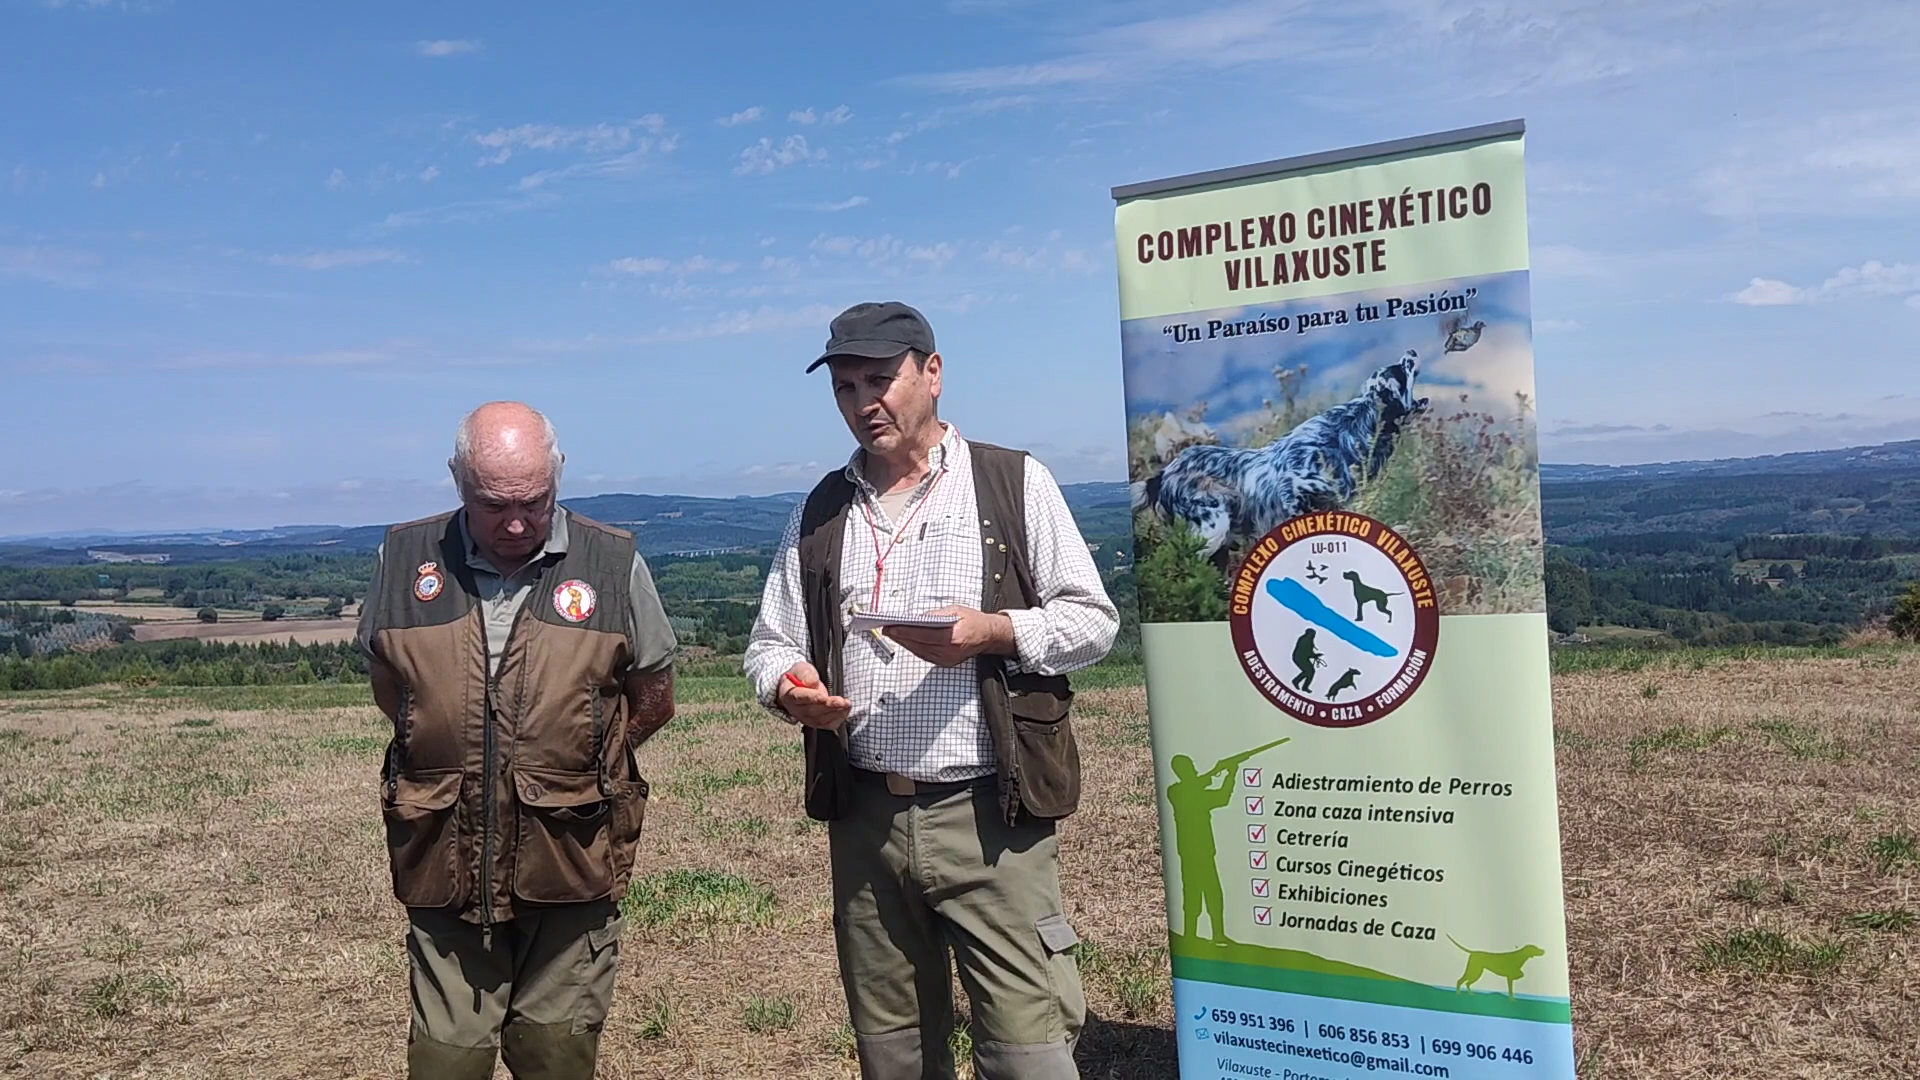 COMPLEXO CINEXÉTICO
VILAXUSTE
“Un Paraíso para tu Pasión”
COMPLEXO CINEXÉTICO VILAXUSTE
LU-011
ADESTRAMENTO • CAZA • FORMACIÓN
Adiestramiento de Perros
Zona caza intensiva
Cetrería
Cursos Cinegéticos
Exhibiciones
Jornadas de Caza
659 951 396 | 606 856 853 | 699 906 446
vilaxustecinexetico@gmail.com
Vilaxuste -